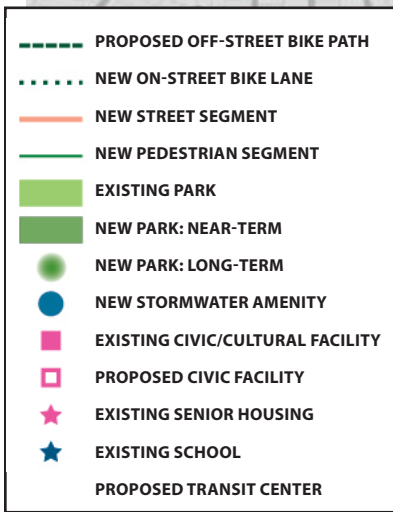 PROPOSED OFF-STREET BIKE PATH
NEW ON-STREET BIKE LANE
NEW STREET SEGMENT
NEW PEDESTRIAN SEGMENT
EXISTING PARK
NEW PARK: NEAR-TERM
NEW PARK: LONG-TERM
NEW STORMWATER AMENITY
EXISTING CIVIC/CULTURAL FACILITY
PROPOSED CIVIC FACILITY
EXISTING SENIOR HOUSING
EXISTING SCHOOL
PROPOSED TRANSIT CENTER